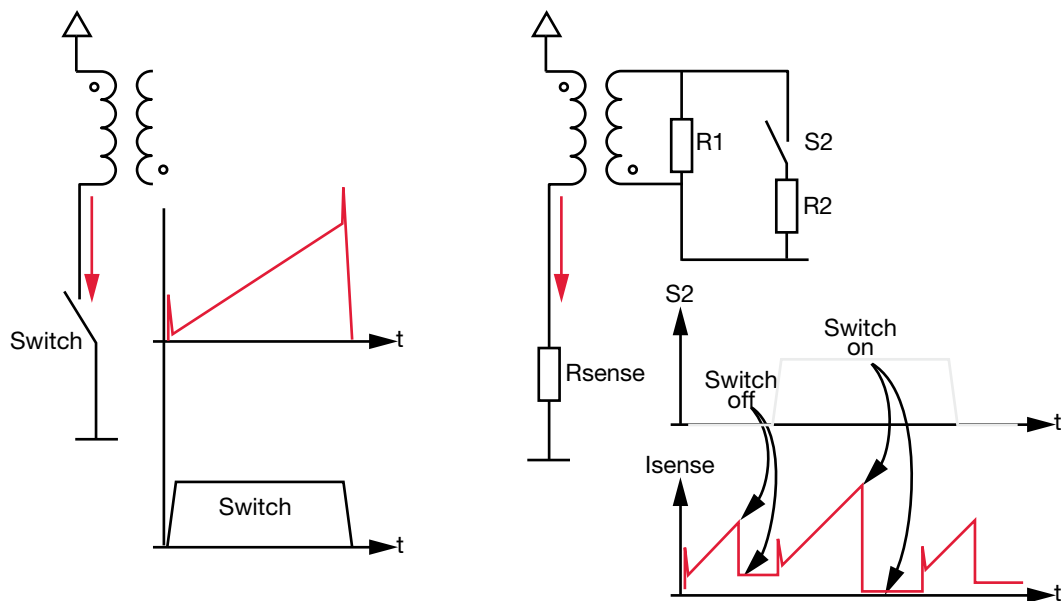 Switch
t
Switch
t
R1
S2
R2
Rsense
S2
Switch
on
Switch
off
t
Isense
t